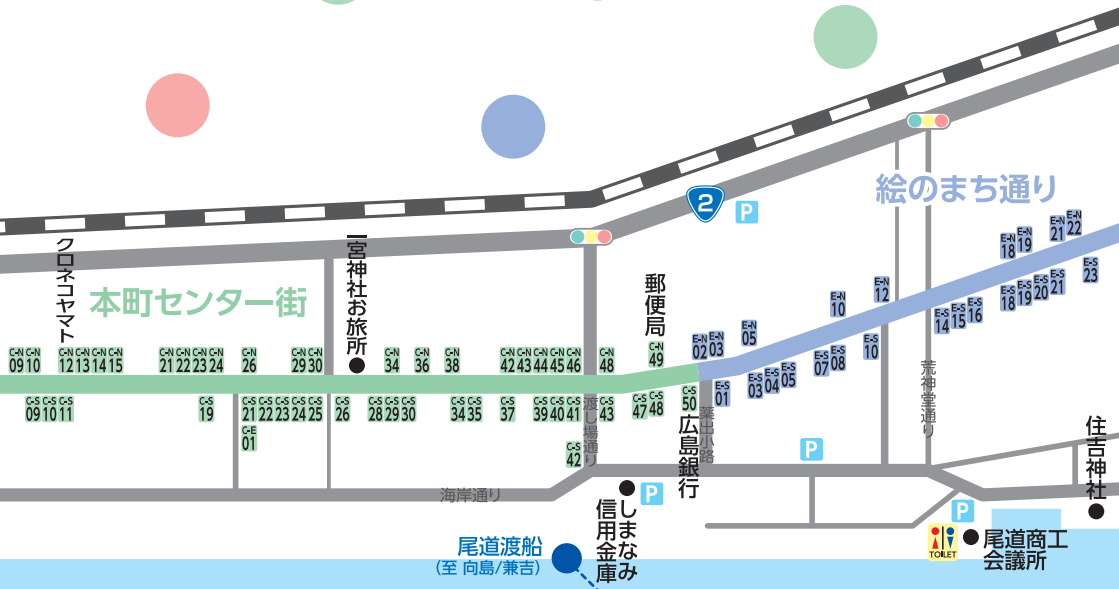 2
P
絵のまち通り
クロネコヤマト
一宮神社お旅所
本町センター街
郵便局
E-N 18
E-N 19
E-N 21
E-N 22
E-S 23
E-S 18
E-S 19
E-S 20
E-S 21
E-N 12
E-N 10
E-S 14
E-S 15
E-S 16
E-N 02
E-N 03
E-N 05
E-S 10
E-S 07
E-S 08
E-S 03
E-S 04
E-S 05
E-S 01
C-N 09
C-N 10
C-N 12
C-N 13
C-N 14
C-N 15
C-N 21
C-N 22
C-N 23
C-N 24
C-N 26
C-N 29
C-N 30
C-N 34
C-N 36
C-N 38
C-N 42
C-N 43
C-N 44
C-N 45
C-N 46
C-N 48
C-N 49
C-S 09
C-S 10
C-S 11
C-S 19
C-S 21
C-S 22
C-S 23
C-S 24
C-S 25
C-S 26
C-S 28
C-S 29
C-S 30
C-S 34
C-S 35
C-S 37
C-S 39
C-S 40
C-S 41
C-S 43
C-S 47
C-S 48
C-S 50
C-E 01
C-S 42
渡し場通り
薬出小路
荒神堂通り
広島銀行
住吉神社
P
海岸通り
P
しまなみ
信用金庫
P
TOILET
尾道商工
会議所
尾道渡船
(至 向島/兼吉)